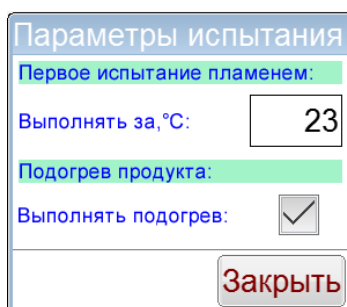 Параметры испытания
Первое испытание пламенем:
Выполнять за,°C: 23
Подогрев продукта:
Выполнять подогрев:
Закрыть